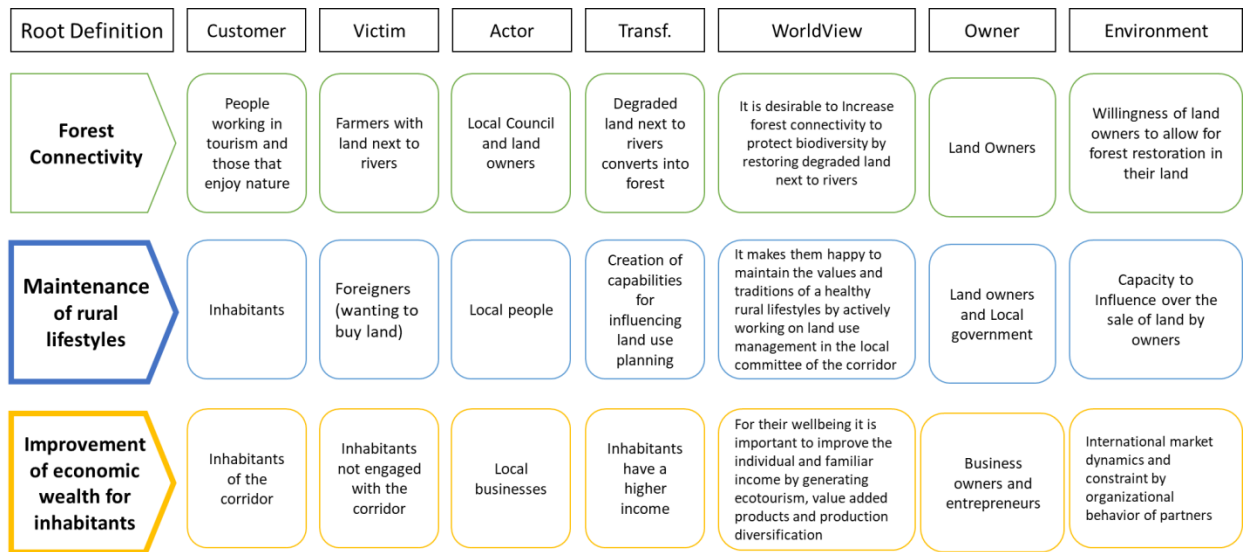 Root Definition
Customer
Victim
Actor
Transf.
WorldView
Owner
Environment
Forest
Connectivity
People
working in
tourism and
those that
enjoy nature
Farmers with
land next to
rivers
Local Council
and land
owners
Degraded
land next to
rivers
converts into
forest
It is desirable to Increase
forest connectivity to
protect biodiversity by
restoring degraded land
next to rivers
Land Owners
Willingness of land
owners to allow for
forest restoration in
their land
Maintenance
of rural
lifestyles
Inhabitants
Foreigners
(wanting to
buy land)
Local people
Creation of
capabilities
for
influencing
land use
planning
It makes them happy to
maintain the values and
traditions of a healthy
rural lifestyles by actively
working on land use
management in the local
committee of the corridor
Land owners
and Local
government
Capacity to
Influence over the
sale of land by
owners
Improvement
of economic
wealth for
inhabitants
Inhabitants
of the
corridor
Inhabitants
not engaged
with the
corridor
Local
businesses
Inhabitants
have a
higher
income
For their wellbeing it is
important to improve the
individual and familiar
income by generating
ecotourism, value added
products and production
diversification
Business
owners and
entrepreneurs
International market
dynamics and
constraint by
organizational
behavior of partners